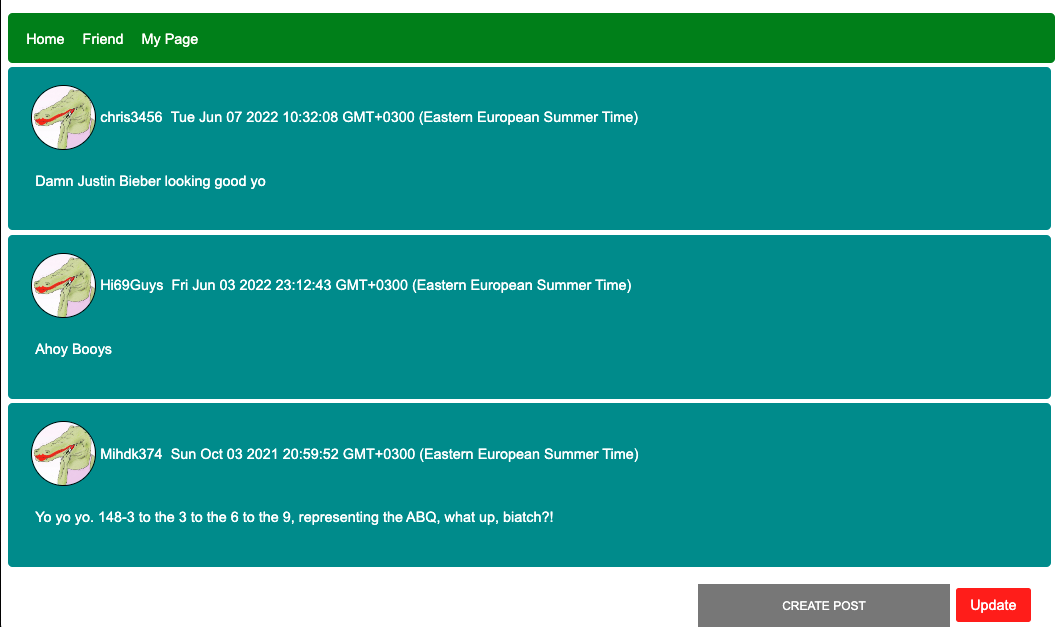 Home Friend My Page
chris3456 Tue Jun 07 2022 10:32:08 GMT+0300 (Eastern European Summer Time)
Damn Justin Bieber looking good yo
Hi69Guys Fri Jun 03 2022 23:12:43 GMT+0300 (Eastern European Summer Time)
Ahoy Booys
Mihdk374 Sun Oct 03 2021 20:59:52 GMT+0300 (Eastern European Summer Time)
Yo yo yo. 148-3 to the 3 to the 6 to the 9, representing the ABQ, what up, biatch?!
CREATE POST Update